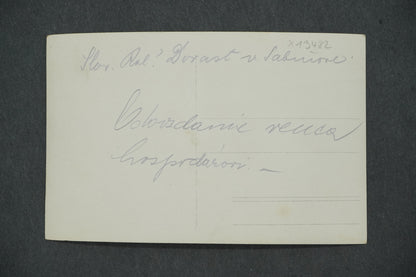 X13482
Slov. Rol. Dorast v Sabinove.
Odovzdanie venca
hospodárovi. –